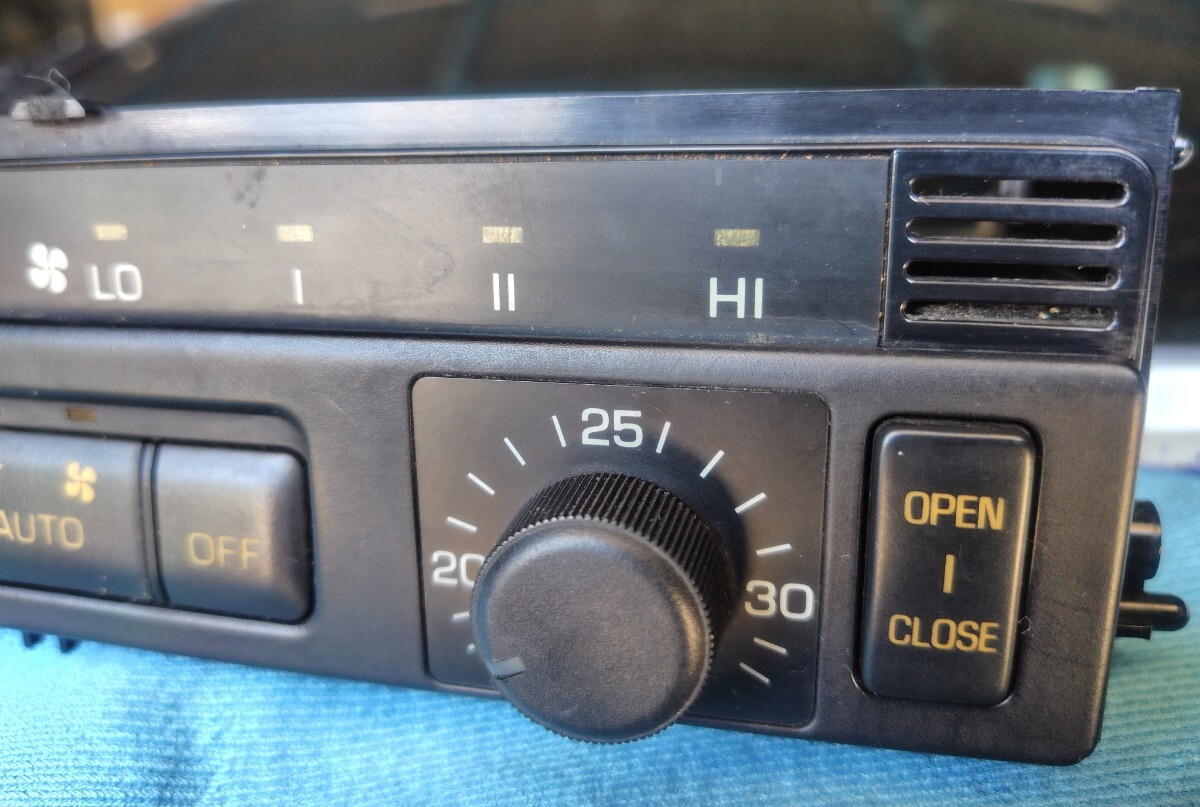 LO I II HI
25
20
30
AUTO
OFF
OPEN
I
CLOSE